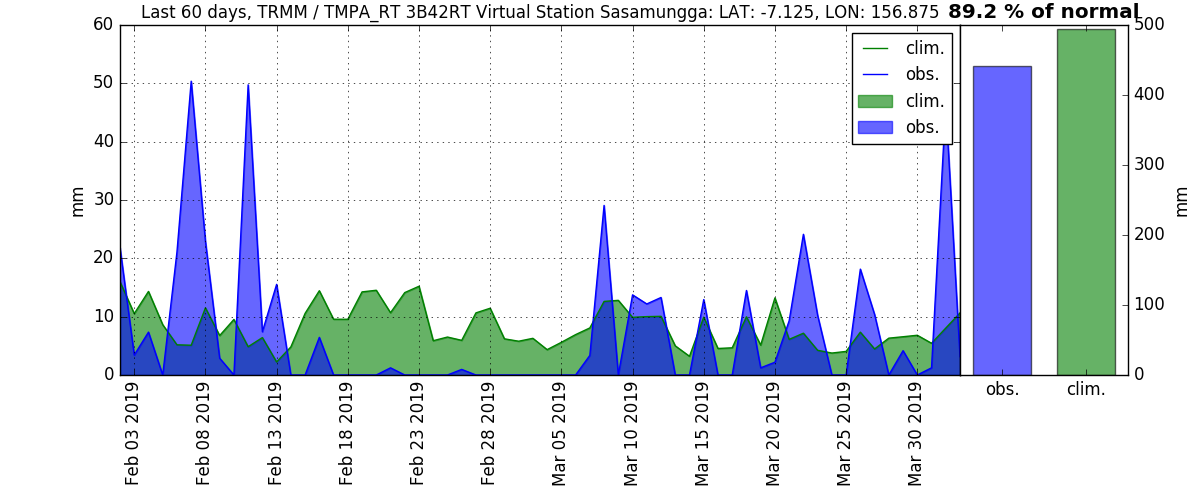 Last 60 days, TRMM / TMPA_RT 3B42RT Virtual Station Sasamungga: LAT: -7.125, LON: 156.875 89.2 % of normal
60
50
40
30
20
10
0
mm
clim.
obs.
clim.
obs.
500
400
300
200
100
0
mm
obs. clim.
Feb 03 2019
Feb 08 2019
Feb 13 2019
Feb 18 2019
Feb 23 2019
Feb 28 2019
Mar 05 2019
Mar 10 2019
Mar 15 2019
Mar 20 2019
Mar 25 2019
Mar 30 2019